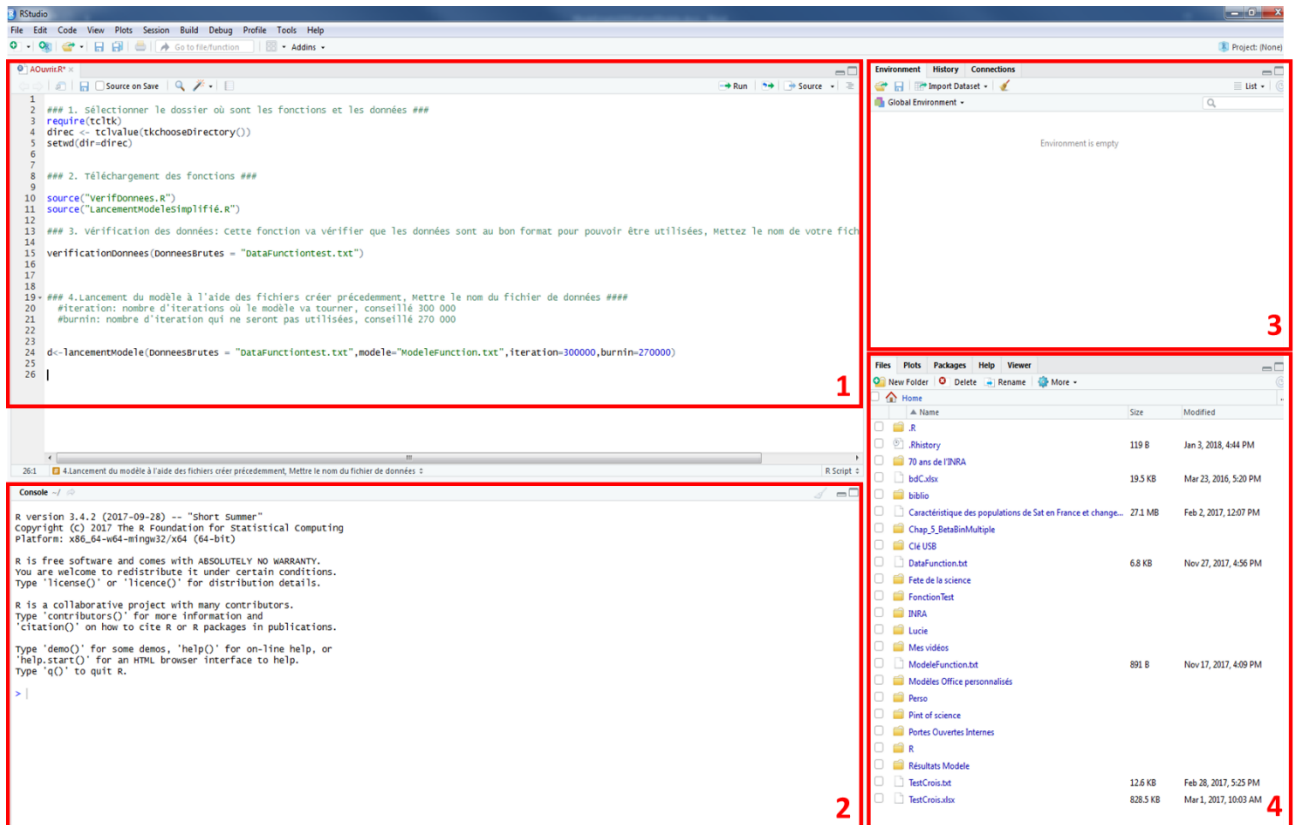 RStudio
File Edit Code View Plots Session Build Debug Profile Tools Help
Go to file/function Addins
Project: (None)
AOuvrir.R*
Source on Save Run Source
1
2 ### 1. Sélectionner le dossier où sont les fonctions et les données ###
3 require(tcltk)
4 direc <- tclvalue(tkchooseDirectory())
5 setwd(dir=direc)
6
7
8 ### 2. Téléchargement des fonctions ###
9
10 source("VerifDonnees.R")
11 source("LancementModeleSimplifié.R")
12
13 ### 3. Vérification des données: Cette fonction va vérifier que les données sont au bon format pour pouvoir être utilisées, Mettez le nom de votre fich
14
15 verificationDonnees(DonneesBrutes = "DataFunctiontest.txt")
16
17
18
19 ### 4.Lancement du modèle à l'aide des fichiers créer précedemment, Mettre le nom du fichier de données ####
20 #iteration: nombre d'iterations où le modèle va tourner, conseillé 300 000
21 #burnin: nombre d'iteration qui ne seront pas utilisées, conseillé 270 000
22
23
24 d<-lancementModele(DonneesBrutes = "DataFunctiontest.txt",modele="ModeleFunction.txt",iteration=300000,burnin=270000)
25
26
1
26:1 4.Lancement du modèle à l'aide des fichiers créer précedemment, Mettre le nom du fichier de données R Script
Console ~/
R version 3.4.2 (2017-09-28) -- "Short Summer"
Copyright (C) 2017 The R Foundation for Statistical Computing
Platform: x86_64-w64-mingw32/x64 (64-bit)
R is free software and comes with ABSOLUTELY NO WARRANTY.
You are welcome to redistribute it under certain conditions.
Type 'license()' or 'licence()' for distribution details.
R is a collaborative project with many contributors.
Type 'contributors()' for more information and
'citation()' on how to cite R or R packages in publications.
Type 'demo()' for some demos, 'help()' for on-line help, or
'help.start()' for an HTML browser interface to help.
Type 'q()' to quit R.
>
2
Environment History Connections
Import Dataset List
Global Environment
Environment is empty
3
Files Plots Packages Help Viewer
New Folder Delete Rename More
Home
Name Size Modified
.R
.Rhistory 119 B Jan 3, 2018, 4:44 PM
70 ans de l'INRA
bdC.xlsx 19.5 KB Mar 23, 2016, 5:20 PM
biblio
Caractéristique des populations de Sat en France et change... 27.1 MB Feb 2, 2017, 12:07 PM
Chap_5_BetaBinMultiple
Clé USB
DataFunction.txt 6.8 KB Nov 27, 2017, 4:56 PM
Fete de la science
FonctionTest
INRA
Lucie
Mes vidéos
ModeleFunction.txt 891 B Nov 17, 2017, 4:09 PM
Modèles Office personnalisés
Perso
Pint of science
Portes Ouvertes Internes
R
Résultats Modele
TestCrois.txt 12.6 KB Feb 28, 2017, 5:25 PM
TestCrois.xlsx 828.5 KB Mar 1, 2017, 10:03 AM
4